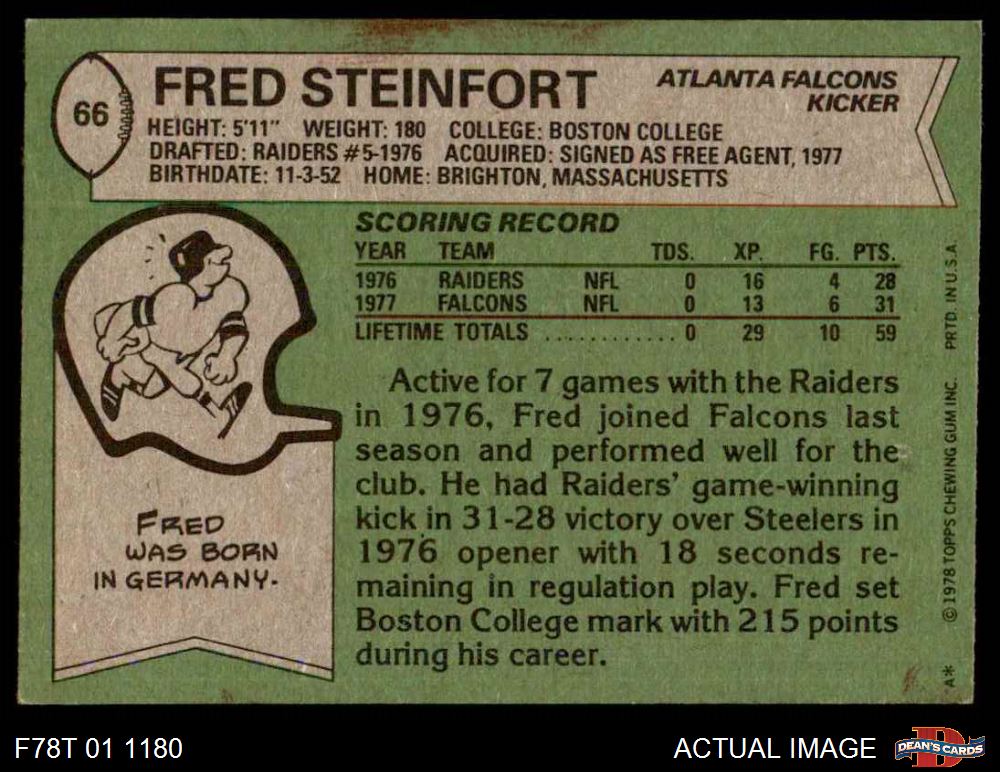 66
FRED STEINFORT
ATLANTA FALCONS
KICKER
HEIGHT: 5'11" WEIGHT: 180 COLLEGE: BOSTON COLLEGE
DRAFTED: RAIDERS #5-1976 ACQUIRED: SIGNED AS FREE AGENT, 1977
BIRTHDATE: 11-3-52 HOME: BRIGHTON, MASSACHUSETTS
SCORING RECORD
YEAR TEAM TDS. XP. FG. PTS.
1976 RAIDERS NFL 0 16 4 28
1977 FALCONS NFL 0 13 6 31
LIFETIME TOTALS ............ 0 29 10 59
Active for 7 games with the Raiders
in 1976, Fred joined Falcons last
season and performed well for the
club. He had Raiders' game-winning
kick in 31-28 victory over Steelers in
1976 opener with 18 seconds re-
maining in regulation play. Fred set
Boston College mark with 215 points
during his career.
FRED
WAS BORN
IN GERMANY.
A* © 1978 TOPPS CHEWING GUM INC. PRTD. IN U.S.A.
F78T 01 1180
ACTUAL IMAGE
D
DEAN'S CARDS